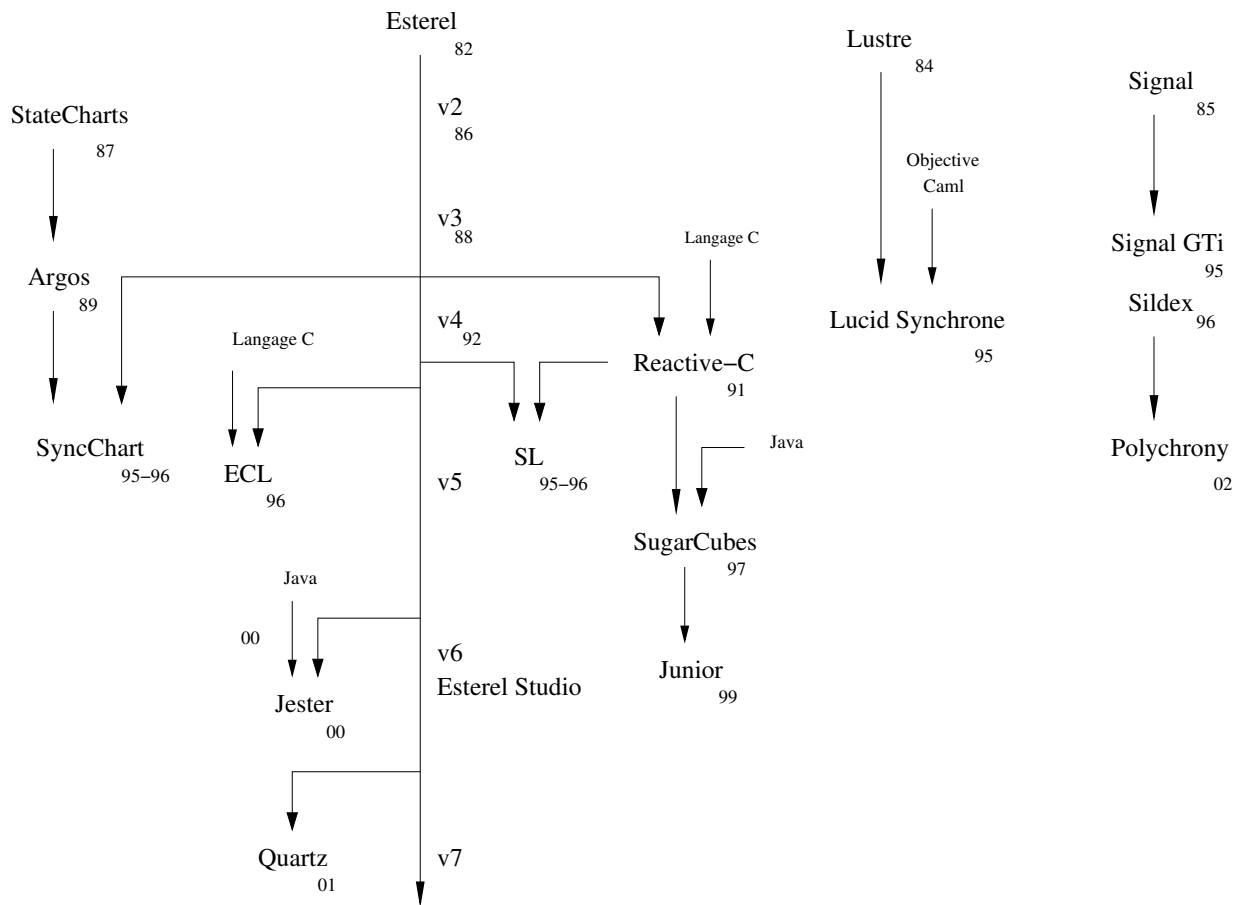 Esterel
82
Lustre
84
Signal
85
StateCharts
87
v2
86
Objective
Caml
v3
88
Langage C
Signal GTi
95
Argos
89
Sildex
96
v4
92
Lucid Synchrone
95
Langage C
Reactive–C
91
SyncChart
95–96
ECL
96
SL
95–96
Java
Polychrony
02
v5
SugarCubes
97
Java
00
v6
Esterel Studio
Junior
99
Jester
00
Quartz
01
v7